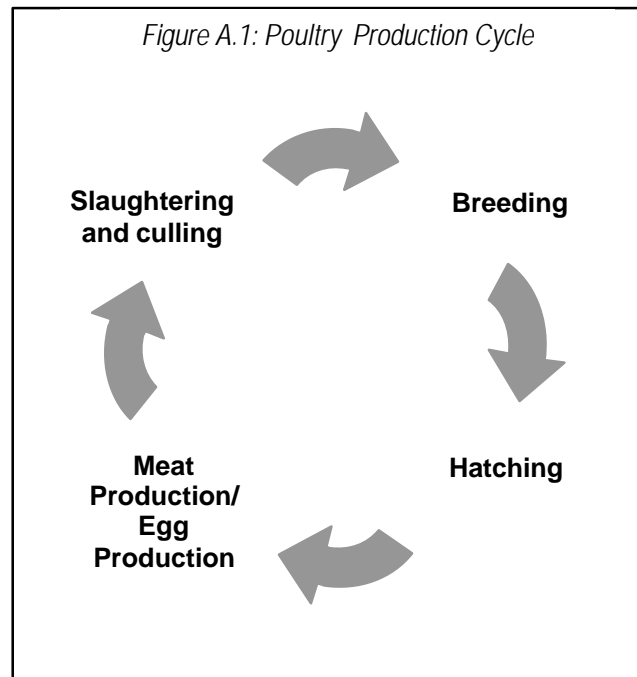 Figure A.1: Poultry Production Cycle
Slaughtering
and culling
Breeding
Meat
Production/
Egg
Production
Hatching